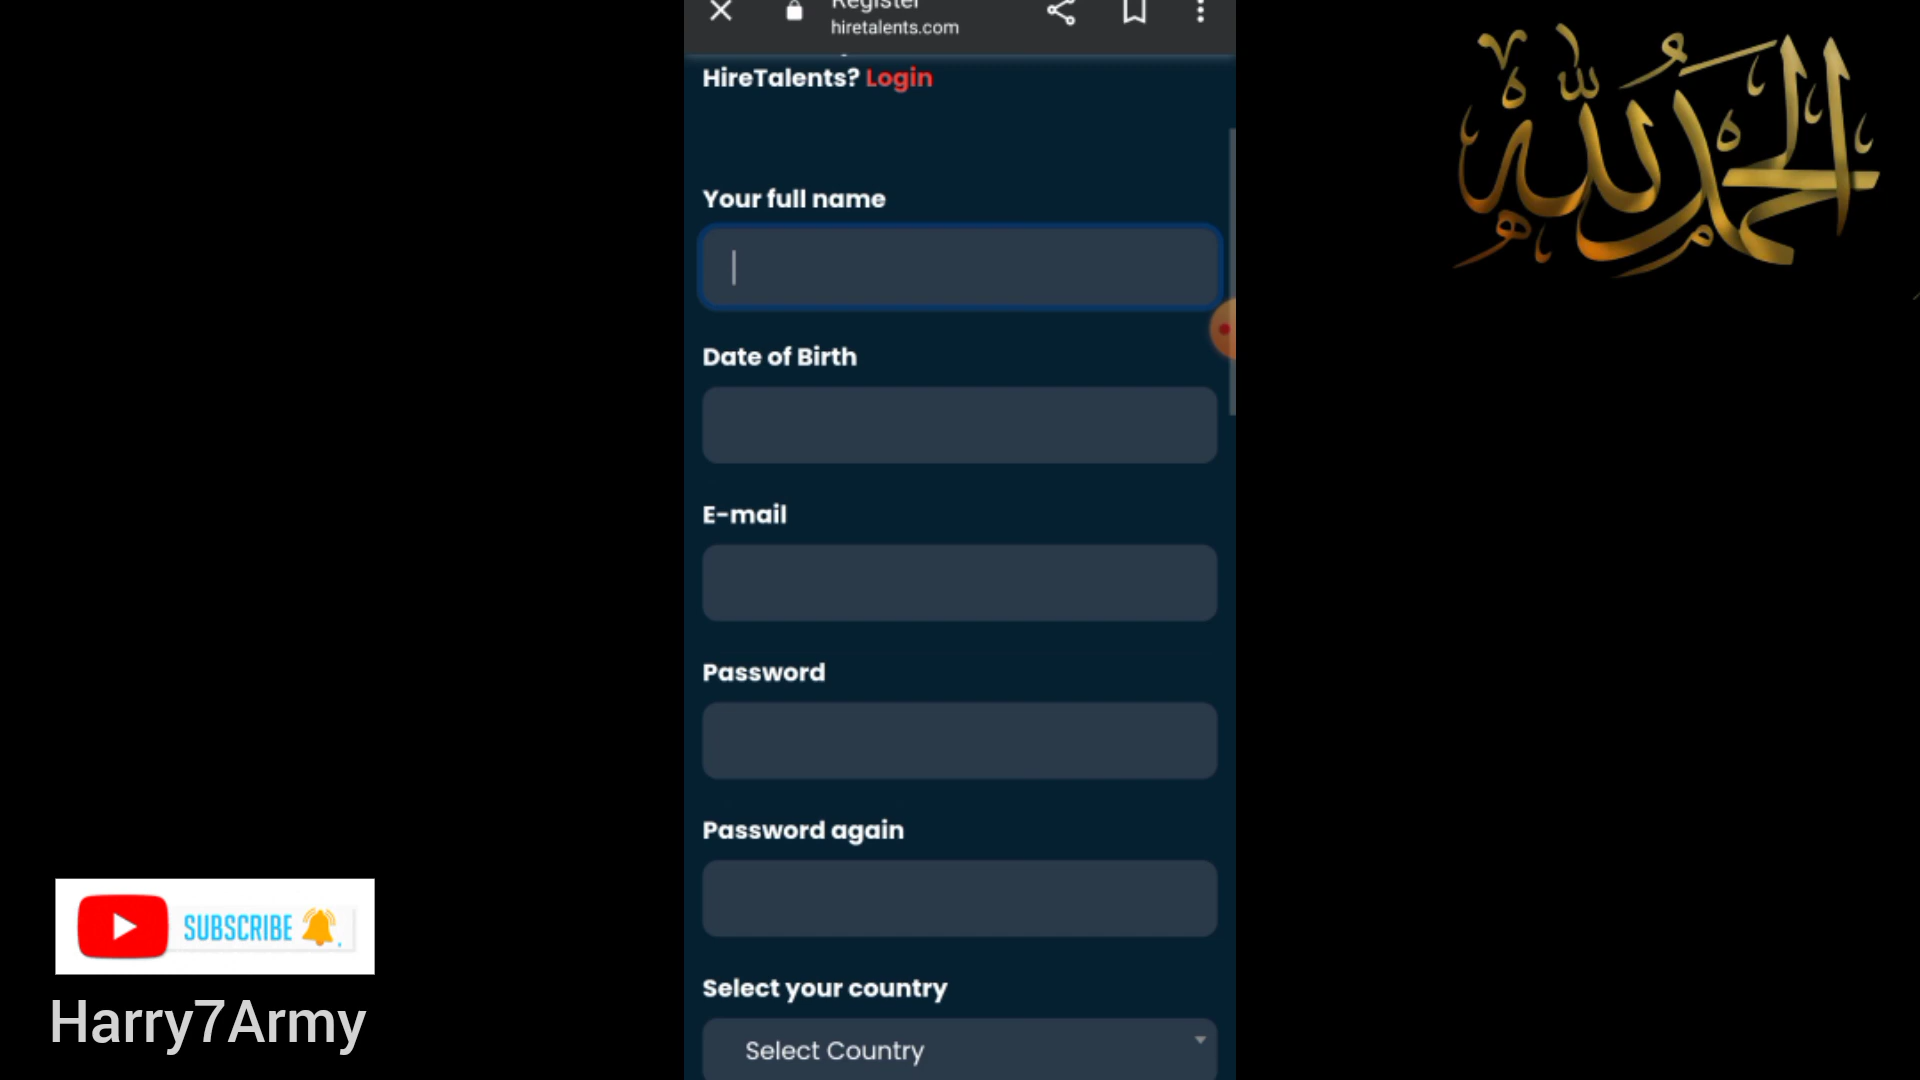 Register
hiretalents.com
HireTalents? Login
الحمد لله
Your full name
Date of Birth
E-mail
Password
Password again
Select your country
Select Country
SUBSCRIBE
Harry7Army